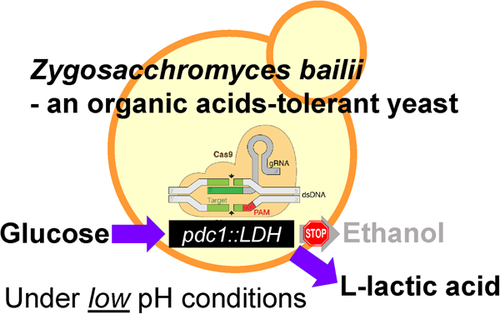 Zygosacchromyces bailii
- an organic acids-tolerant yeast
Cas9
gRNA
Target
dsDNA
PAM
Glucose
pdc1::LDH
STOP
Ethanol
L-lactic acid
Under low pH conditions